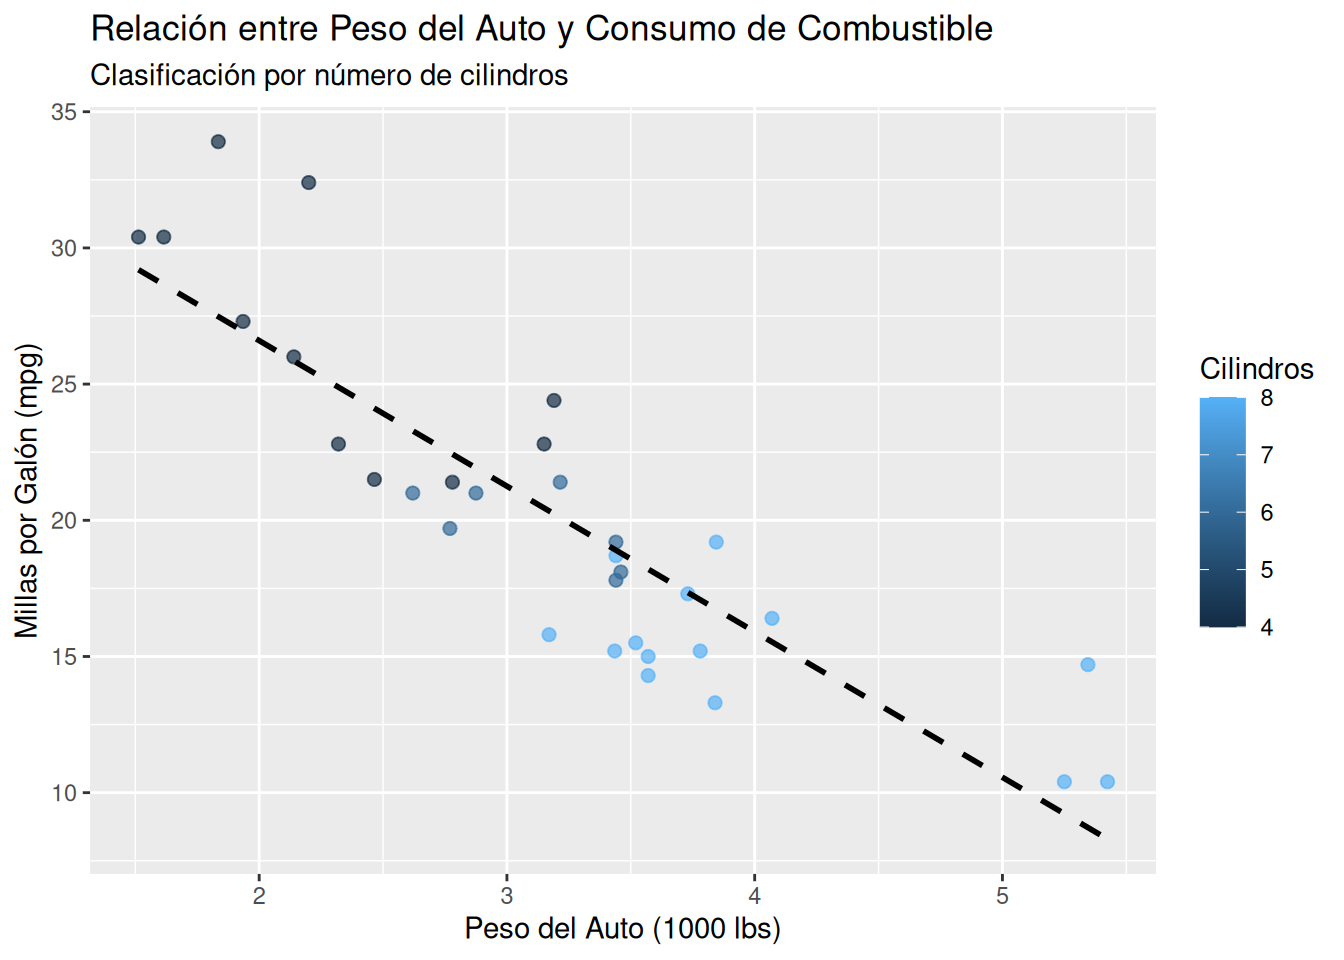 Relación entre Peso del Auto y Consumo de Combustible
Clasificación por número de cilindros
35
30
25
20
15
10
Millas por Galón (mpg)
2 3 4 5
Peso del Auto (1000 lbs)
Cilindros
8
7
6
5
4